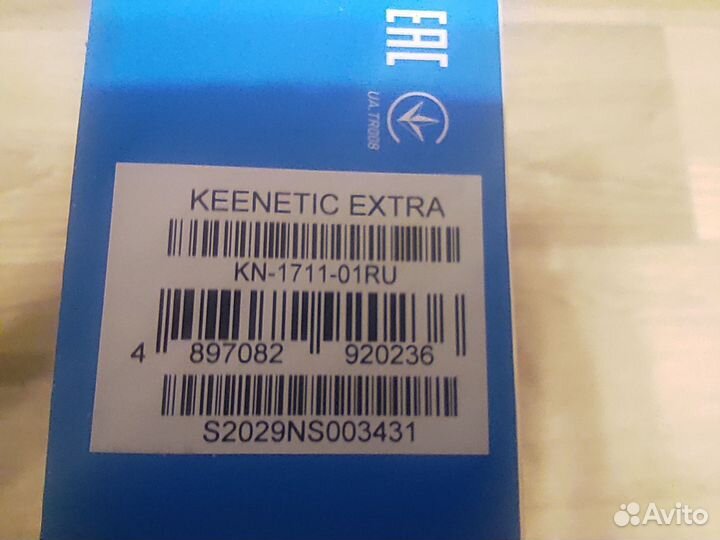 EAC
UA.TR008
KEENETIC EXTRA
KN-1711-01RU
4 897082 920236
S2029NS003431
Avito